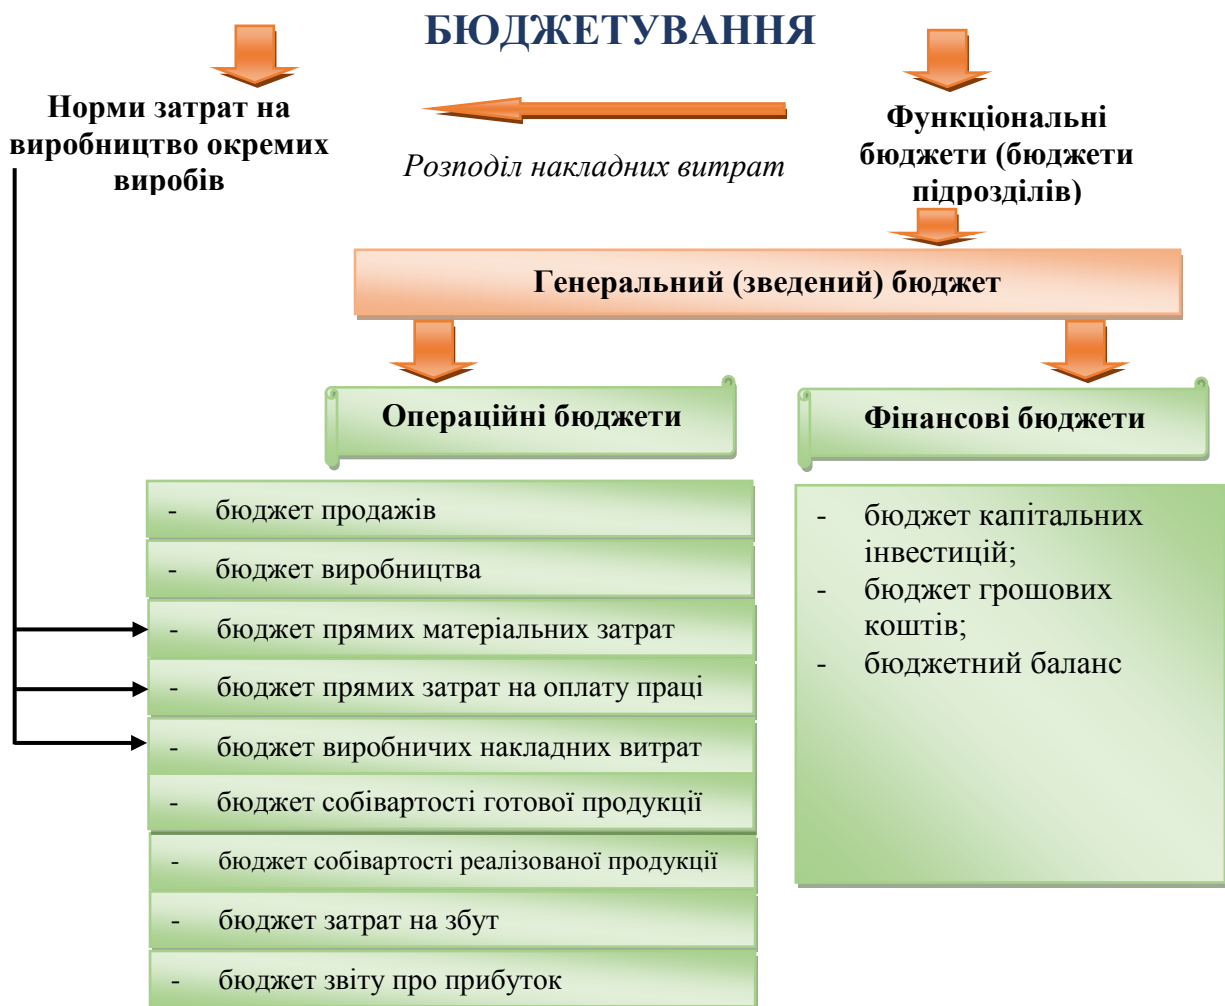 БЮДЖЕТУВАННЯ
Норми затрат на
виробництво окремих
виробів
Розподіл накладних витрат
Функціональні
бюджети (бюджети
підрозділів)
Генеральний (зведений) бюджет
Операційні бюджети
- бюджет продажів
- бюджет виробництва
- бюджет прямих матеріальних затрат
- бюджет прямих затрат на оплату праці
- бюджет виробничих накладних витрат
- бюджет собівартості готової продукції
- бюджет собівартості реалізованої продукції
- бюджет затрат на збут
- бюджет звіту про прибуток
Фінансові бюджети
- бюджет капітальних
інвестицій;
- бюджет грошових
коштів;
- бюджетний баланс